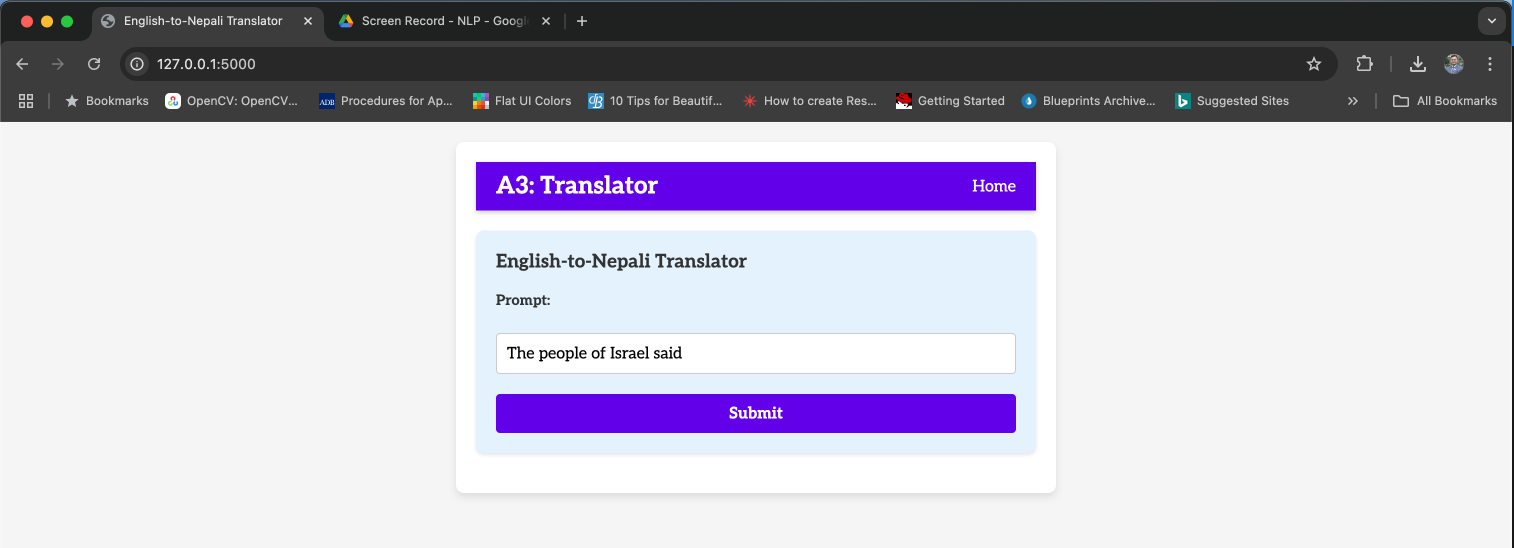 English-to-Nepali Translator
Screen Record - NLP - Googl
127.0.0.1:5000
Bookmarks
OpenCV: OpenCV...
ADB Procedures for Ap...
Flat UI Colors
10 Tips for Beautif...
How to create Res...
Getting Started
Blueprints Archive...
Suggested Sites
All Bookmarks
A3: Translator
Home
English-to-Nepali Translator
Prompt:
The people of Israel said
Submit